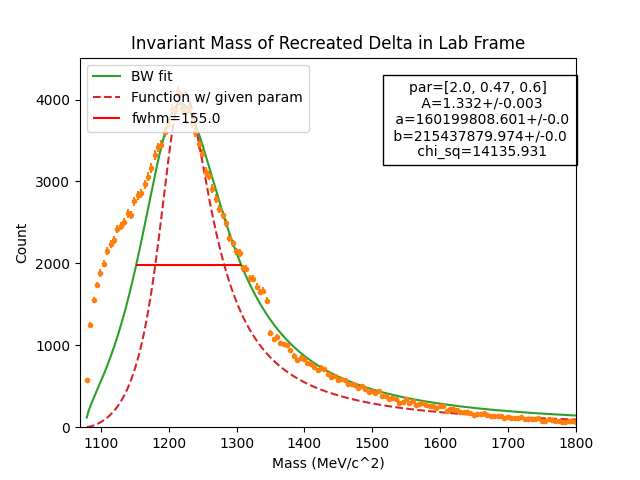 Invariant Mass of Recreated Delta in Lab Frame
BW fit
Function w/ given param
fwhm=155.0
par=[2.0, 0.47, 0.6]
A=1.332+/-0.003
a=160199808.601+/-0.0
b=215437879.974+/-0.0
chi_sq=14135.931
Count
4000
3000
2000
1000
0
1100 1200 1300 1400 1500 1600 1700 1800
Mass (MeV/c^2)